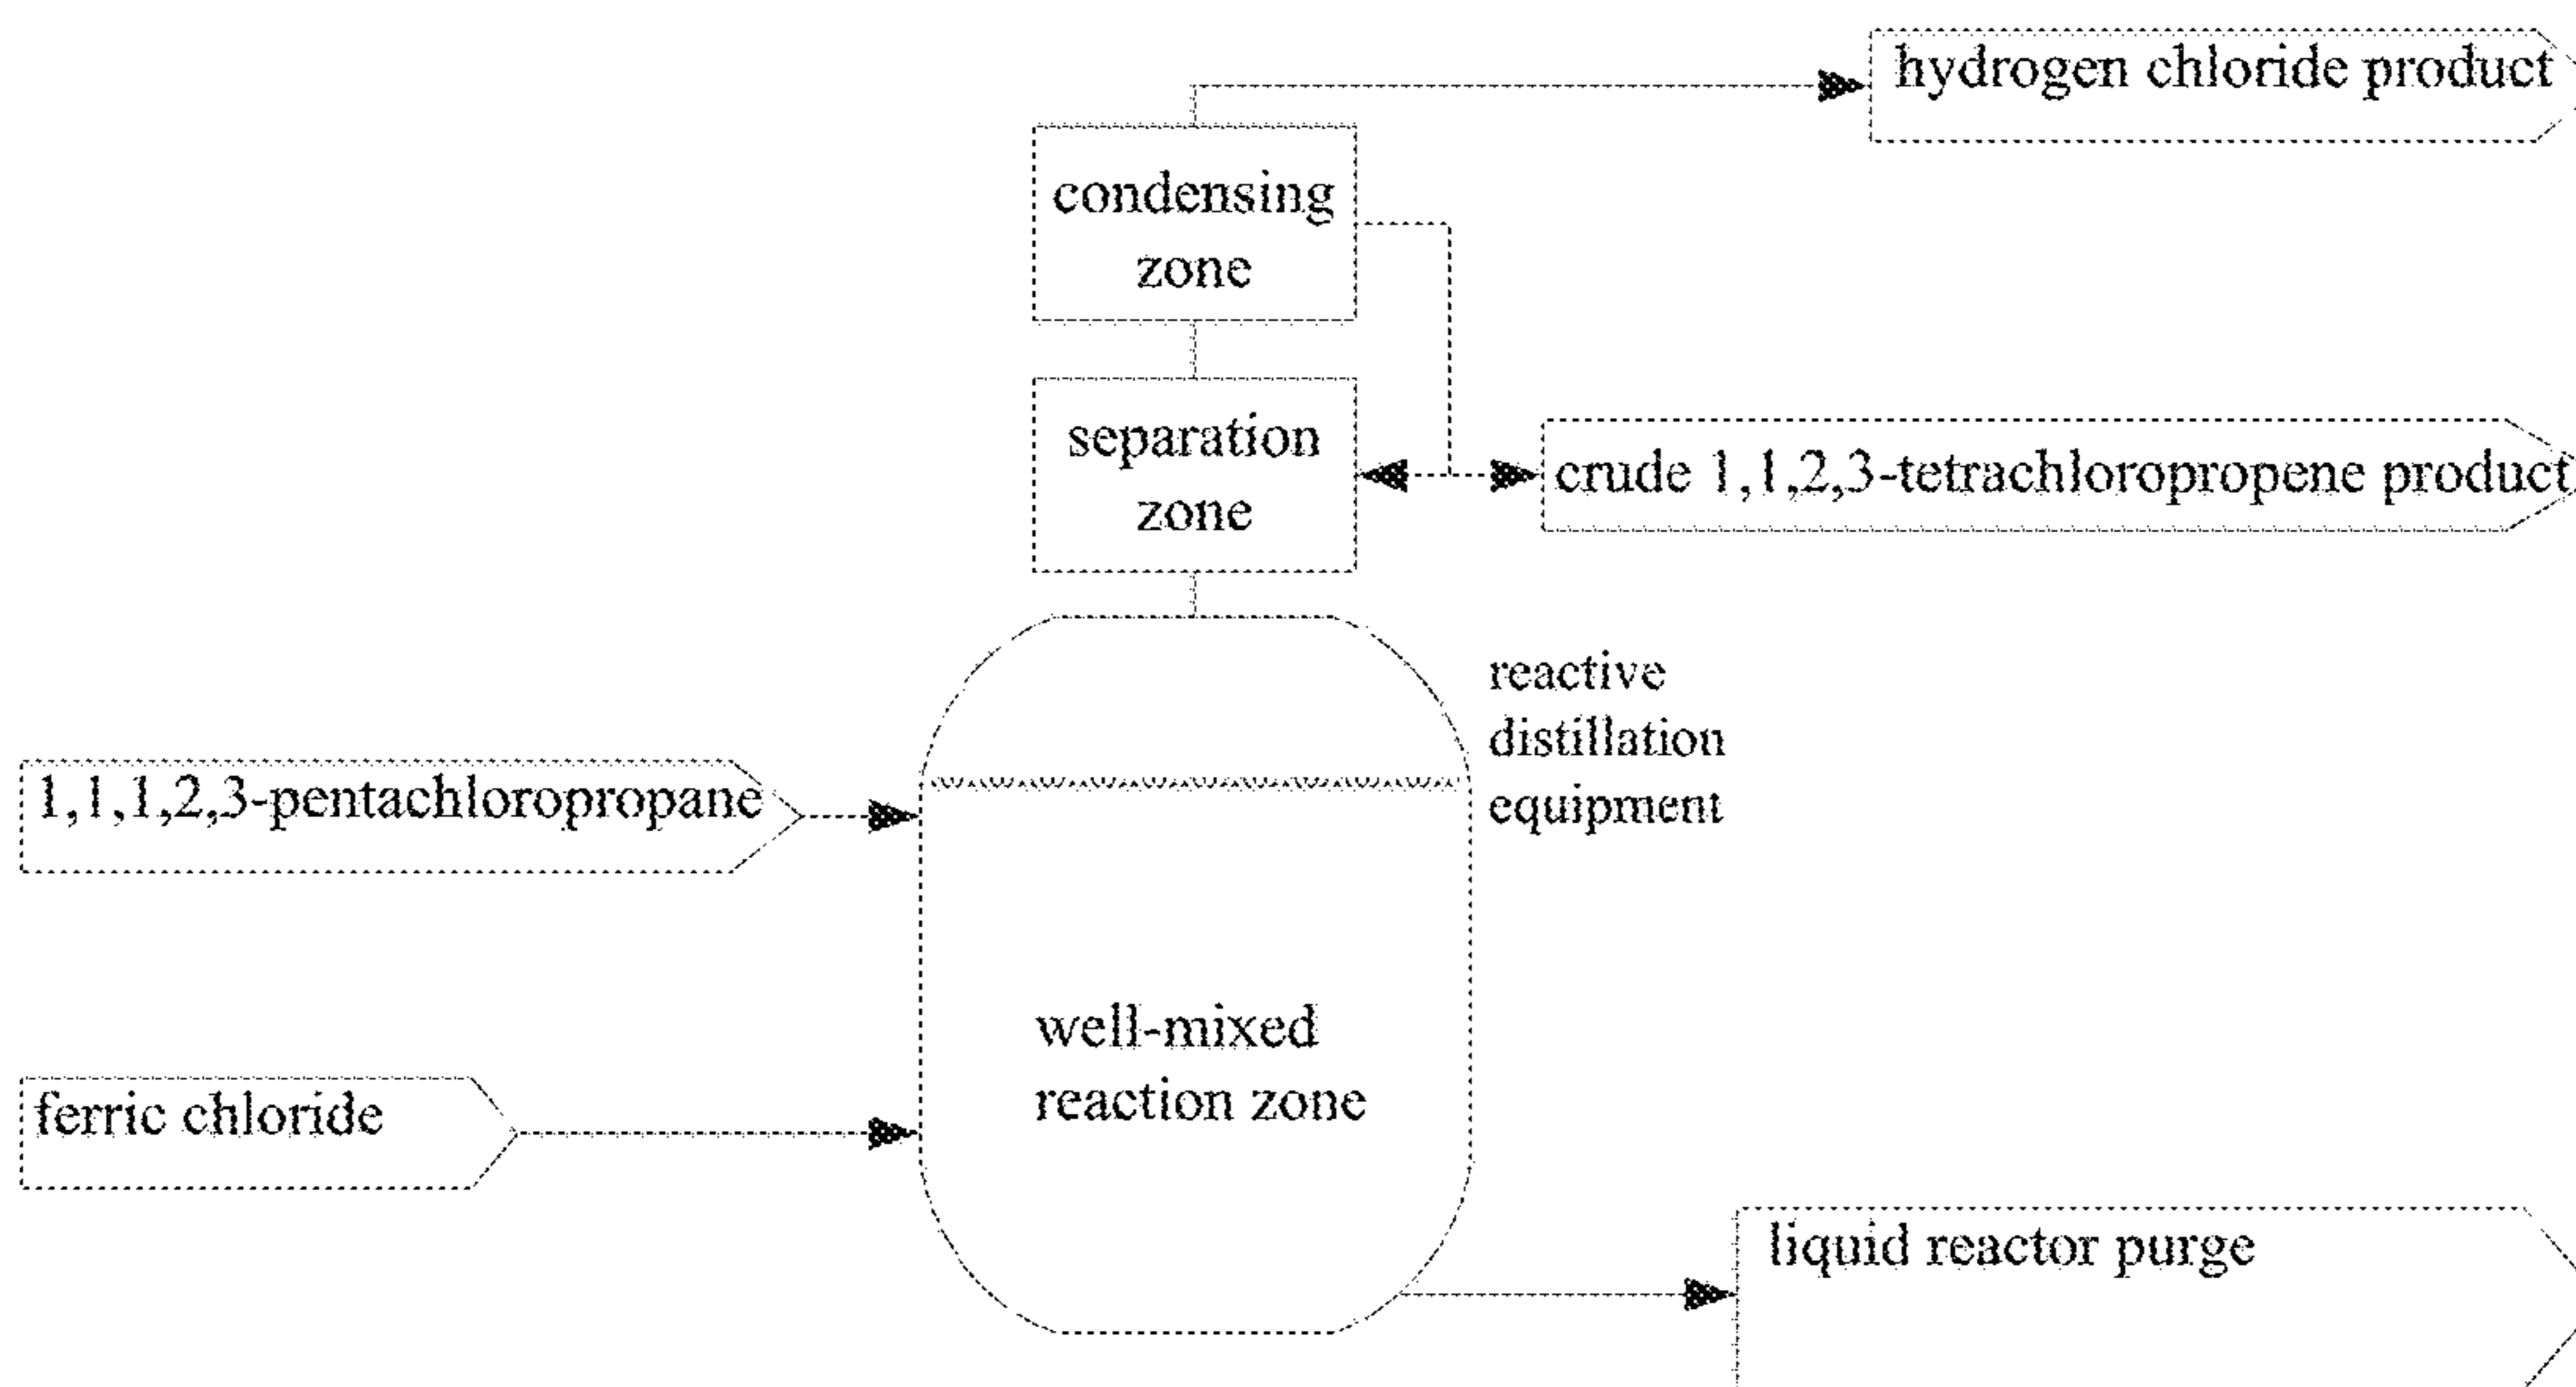 hydrogen chloride product
condensing
zone
separation
zone
crude 1,1,2,3-tetrachloropropene product
reactive
distillation
equipment
1,1,1,2,3-pentachloropropane
well-mixed
reaction zone
ferric chloride
liquid reactor purge